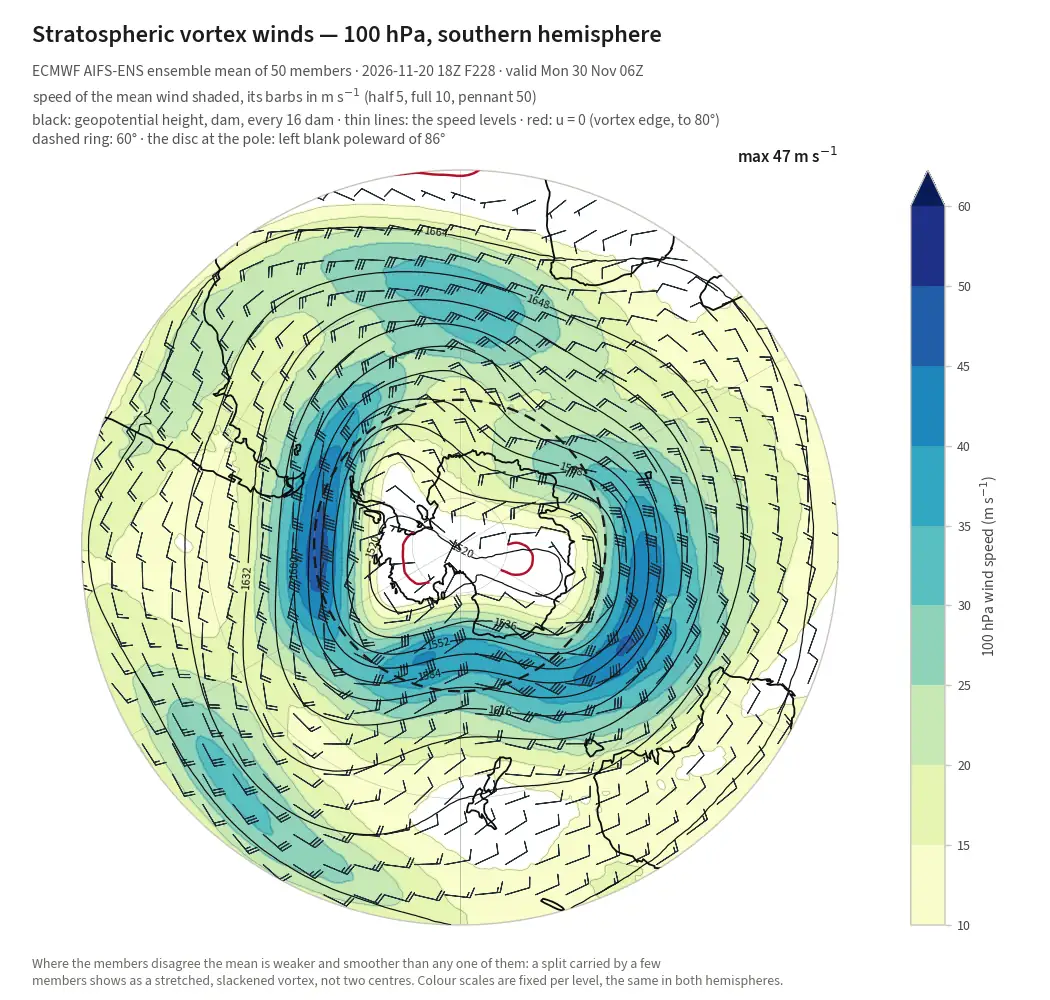 Stratospheric vortex winds — 100 hPa, southern hemisphere
ECMWF AIFS-ENS ensemble mean of 50 members · 2026-11-20 18Z F228 · valid Mon 30 Nov 06Z
speed of the mean wind shaded, its barbs in m s⁻¹ (half 5, full 10, pennant 50)
black: geopotential height, dam, every 16 dam · thin lines: the speed levels · red: u = 0 (vortex edge, to 80°)
dashed ring: 60° · the disc at the pole: left blank poleward of 86°
max 47 m s⁻¹
60
50
45
40
35
30
25
20
15
10
100 hPa wind speed (m s⁻¹)
1664
1648
1520
1632
1536
1552
1584
1616
Where the members disagree the mean is weaker and smoother than any one of them: a split carried by a few
members shows as a stretched, slackened vortex, not two centres. Colour scales are fixed per level, the same in both hemispheres.